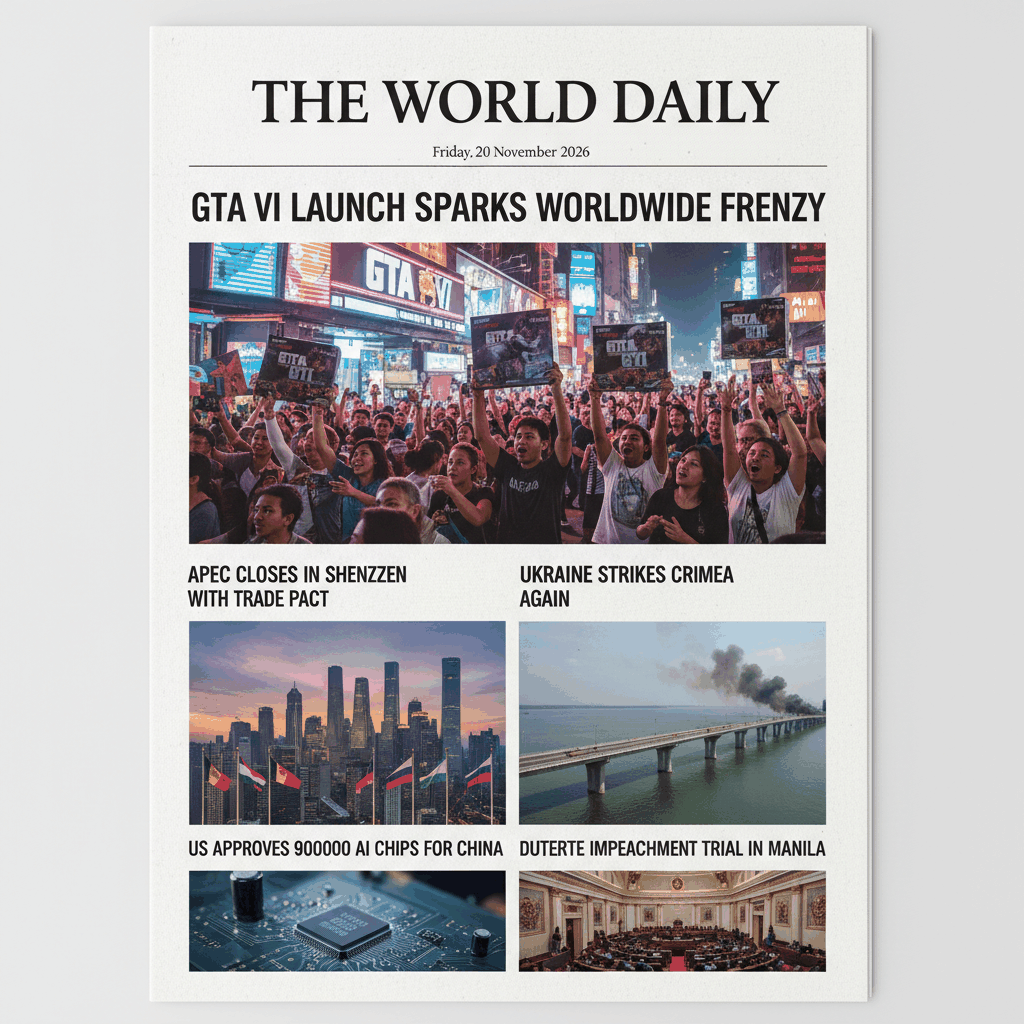 THE WORLD DAILY
Friday, 20 November 2026
GTA VI LAUNCH SPARKS WORLDWIDE FRENZY
GTA VI
APEC CLOSES IN SHENZZEN
WITH TRADE PACT
UKRAINE STRIKES CRIMEA
AGAIN
US APPROVES 900000 AI CHIPS FOR CHINA
DUTERTE IMPEACHMENT TRIAL IN MANILA